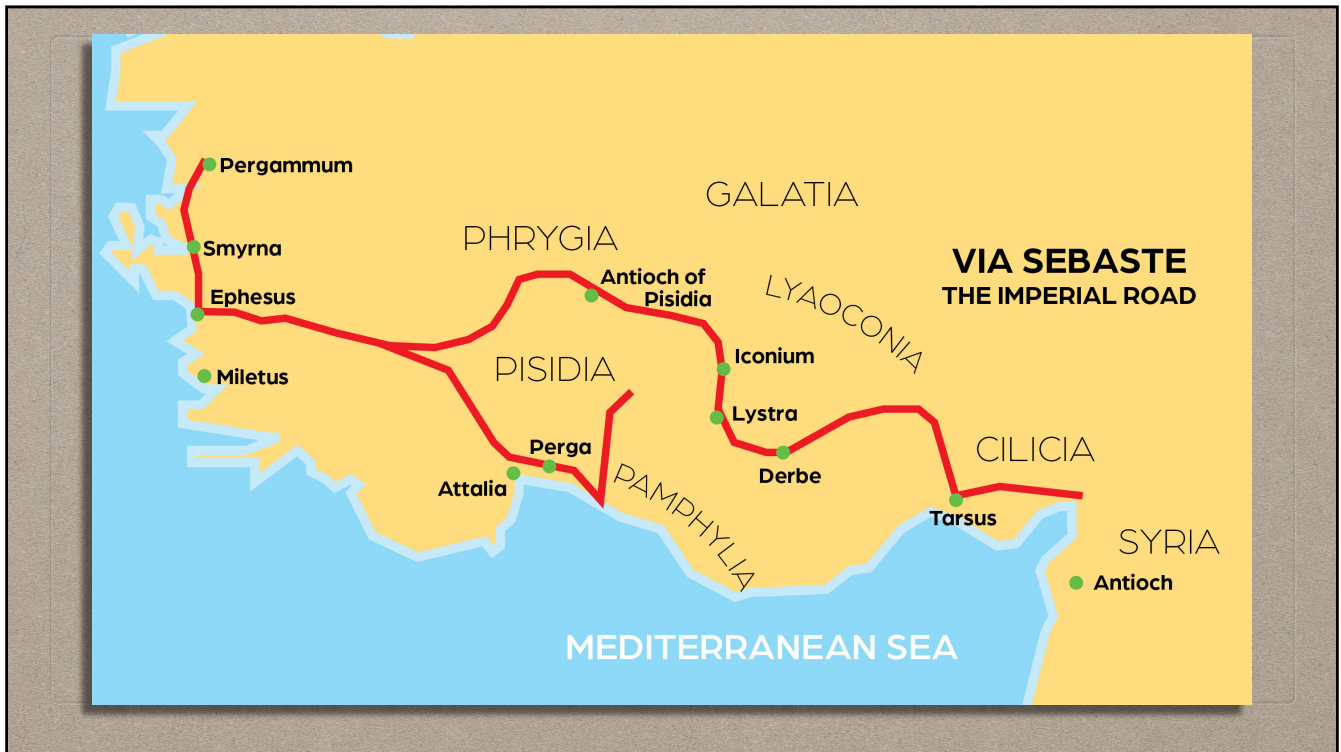 Pergammum
GALATIA
PHRYGIA
Smyrna
VIA SEBASTE
THE IMPERIAL ROAD
Antioch of
Pisidia
LYAOCONIA
Ephesus
Iconium
PISIDIA
Miletus
Lystra
Perga
CILICIA
Derbe
Attalia
PAMPHYLIA
Tarsus
SYRIA
Antioch
MEDITERRANEAN SEA